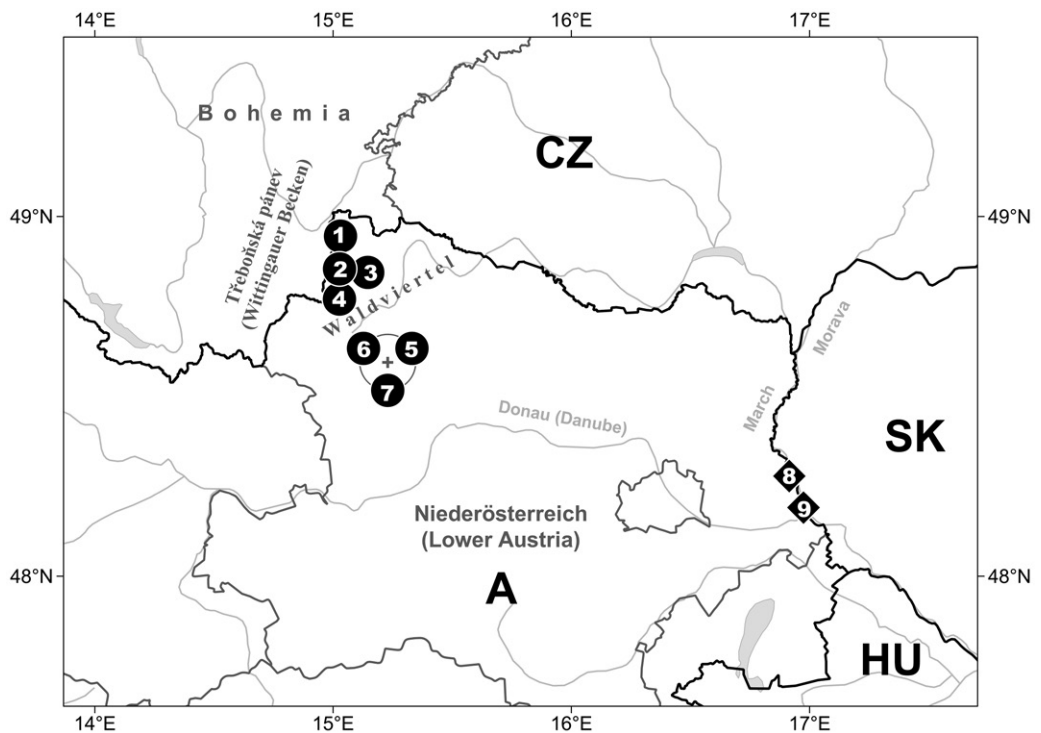 14°E 15°E 16°E 17°E
Bohemia
CZ
Třeboňská pánev
(Wittingauer Becken)
49°N 49°N
1
2 3
4
Waldviertel
6 5
7
Morava
March
Donau (Danube)
SK
8
9
Niederösterreich
(Lower Austria)
A
48°N 48°N
HU
14°E 15°E 16°E 17°E